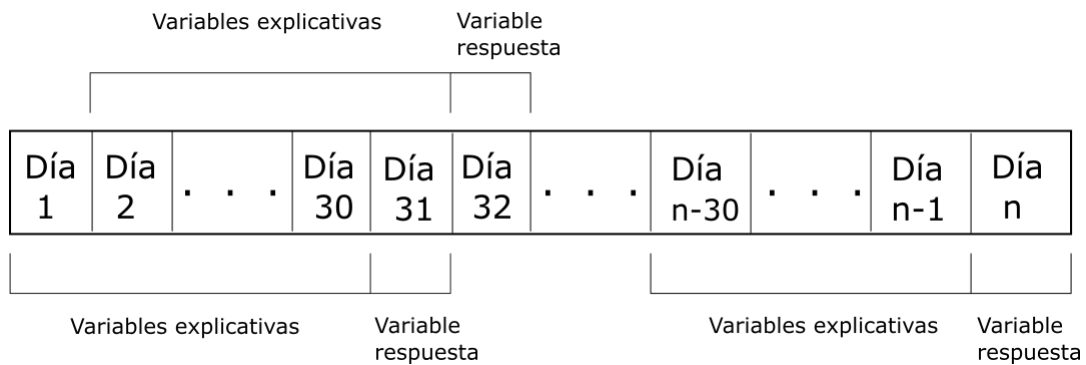 Variables explicativas
Variable
respuesta
Día
1
Día
2
. . .
Día
30
Día
31
Día
32
. . .
Día
n-30
. . .
Día
n-1
Día
n
Variables explicativas
Variable
respuesta
Variables explicativas
Variable
respuesta